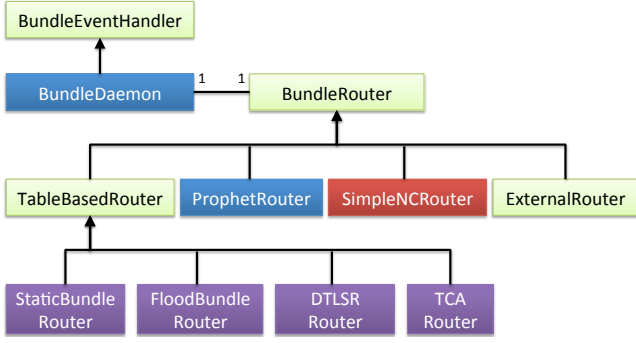 BundleEventHandler
BundleDaemon
1
1
BundleRouter
TableBasedRouter
ProphetRouter
SimpleNCRouter
ExternalRouter
StaticBundle
Router
FloodBundle
Router
DTLSR
Router
TCA
Router